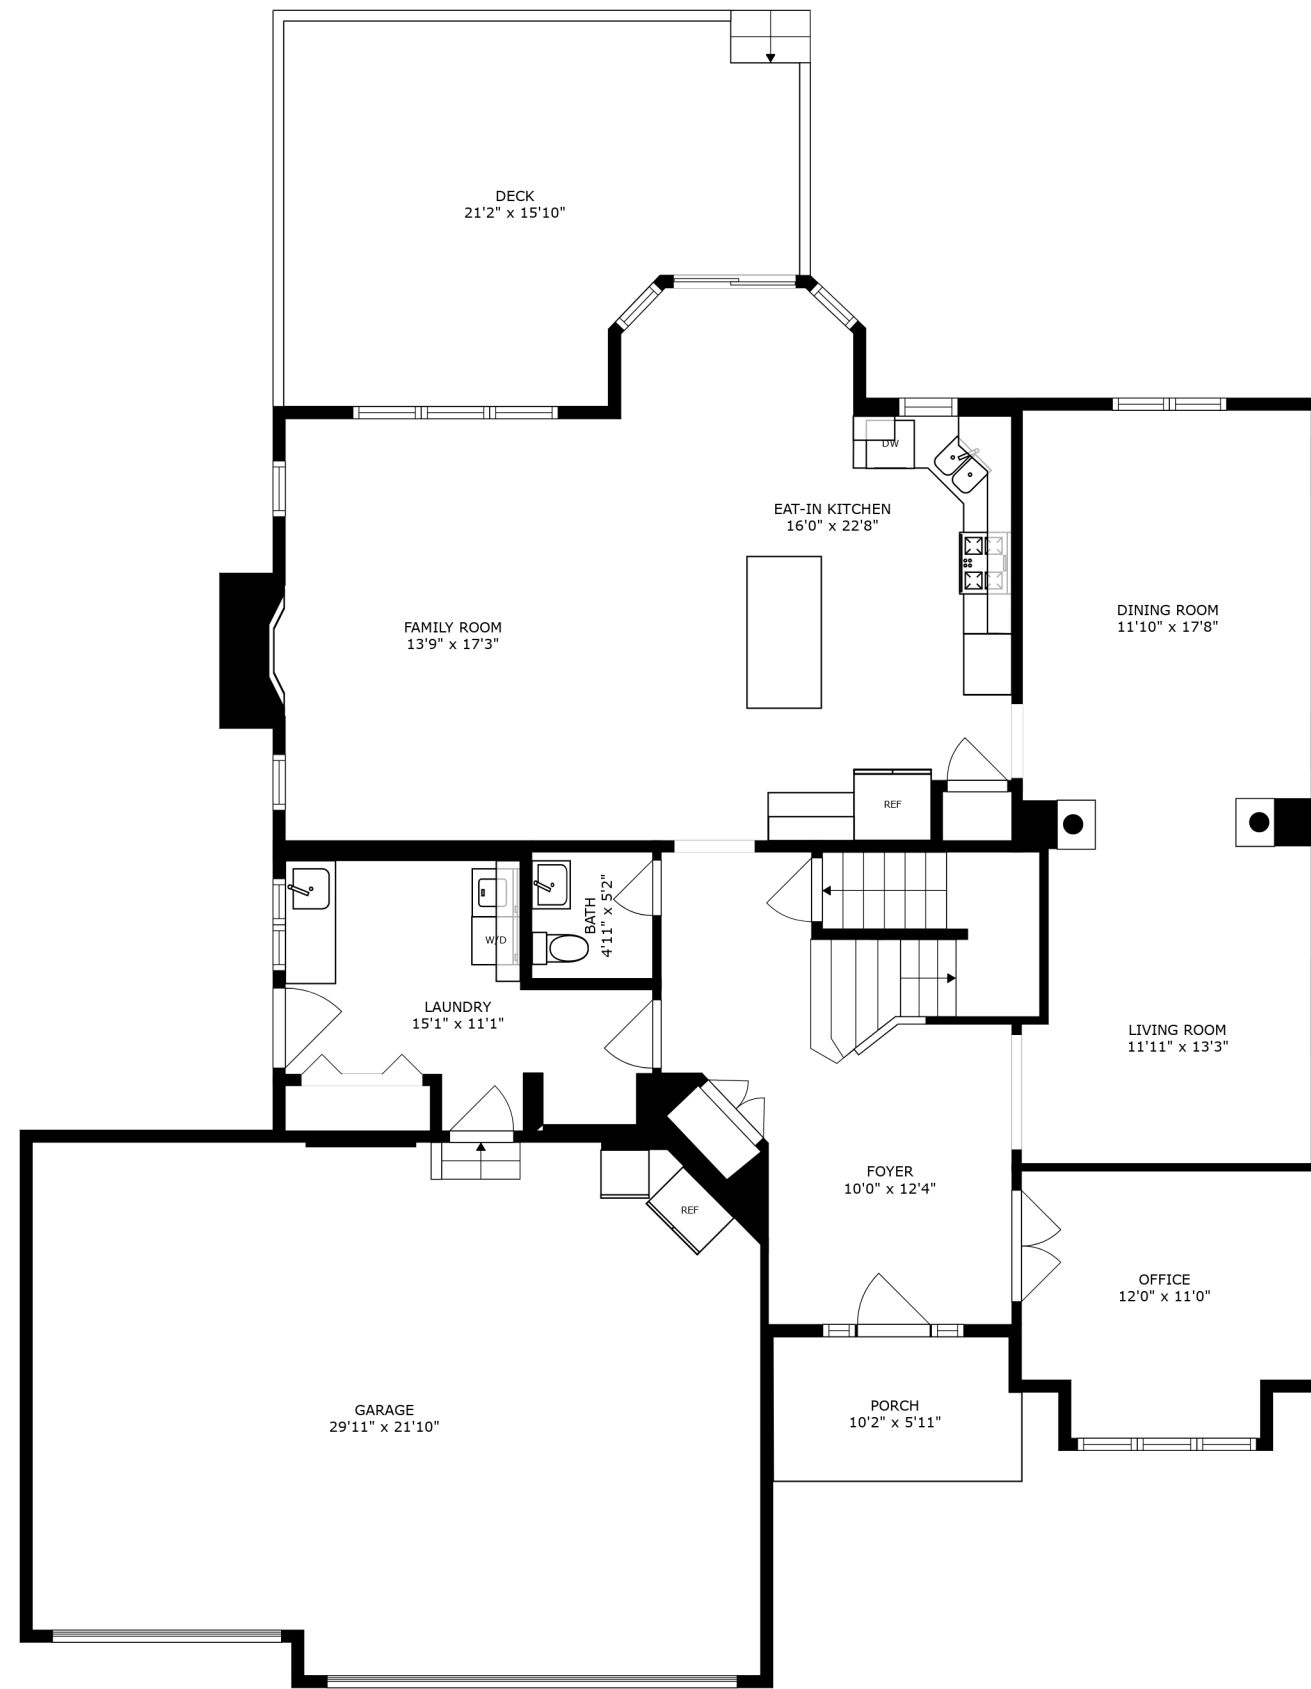 DECK
21'2" x 15'10"
DW
EAT-IN KITCHEN
16'0" x 22'8"
DINING ROOM
11'10" x 17'8"
FAMILY ROOM
13'9" x 17'3"
REF
BATH
4'11" x 5'2"
W/D
LAUNDRY
15'1" x 11'1"
LIVING ROOM
11'11" x 13'3"
FOYER
10'0" x 12'4"
REF
OFFICE
12'0" x 11'0"
GARAGE
29'11" x 21'10"
PORCH
10'2" x 5'11"